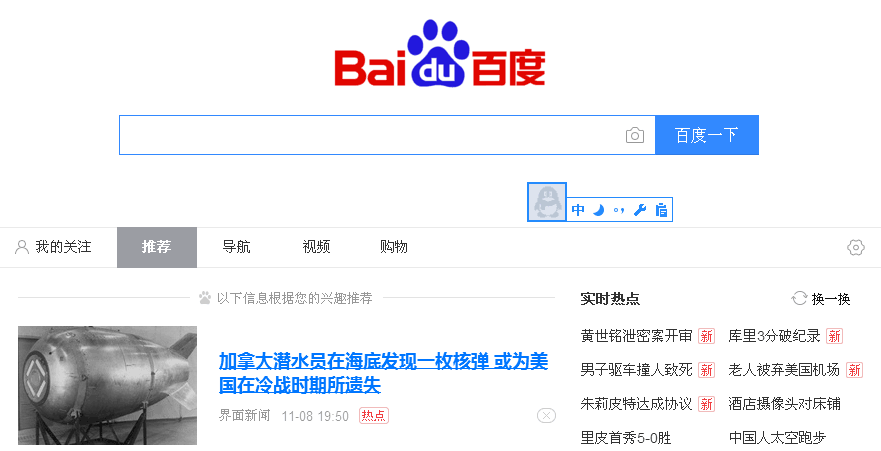 Bai du 百度
百度一下
中
我的关注 推荐 导航 视频 购物
以下信息根据您的兴趣推荐
加拿大潜水员在海底发现一枚核弹 或为美
国在冷战时期所遗失
界面新闻 11-08 19:50 热点
实时热点 换一换
黄世铭泄密案开审 新 库里3分破纪录 新
男子驱车撞人致死 新 老人被弃美国机场 新
朱莉皮特达成协议 新 酒店摄像头对床铺
里皮首秀5-0胜 中国人太空跑步